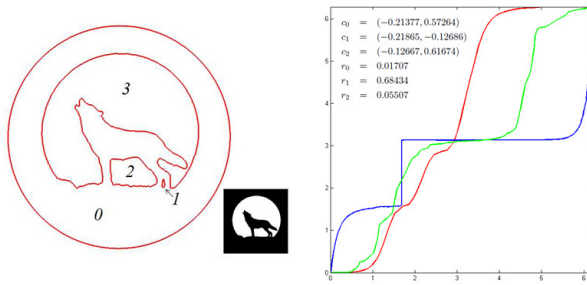 3
2
1
0
c₀ = (−0.21377, 0.57264)
c₁ = (−0.21865, −0.12686)
c₂ = (−0.12667, 0.61674)
r₀ = 0.01707
r₁ = 0.68434
r₂ = 0.05507
6
5
4
3
2
1
0
0 1 2 3 4 5 6